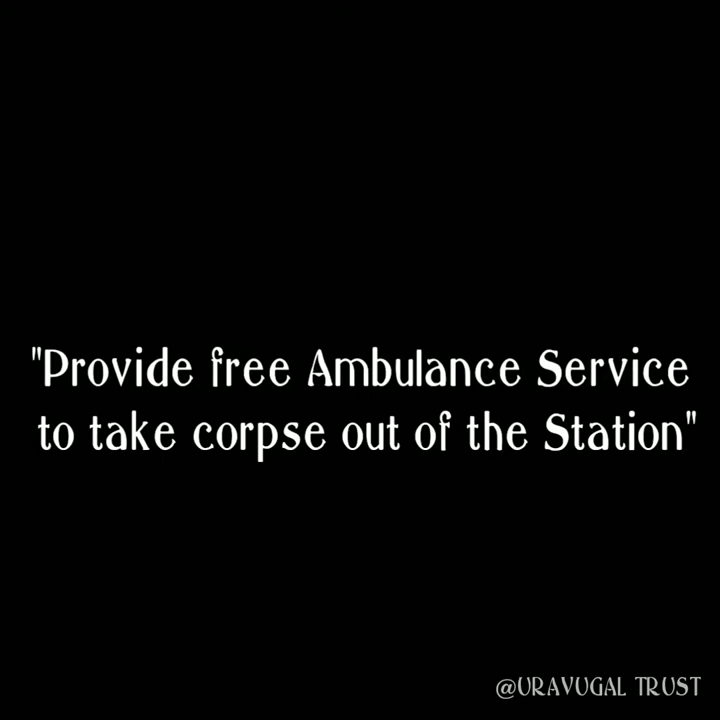 "Provide free Ambulance Service
to take corpse out of the Station"
@URAVUGAL TRUST